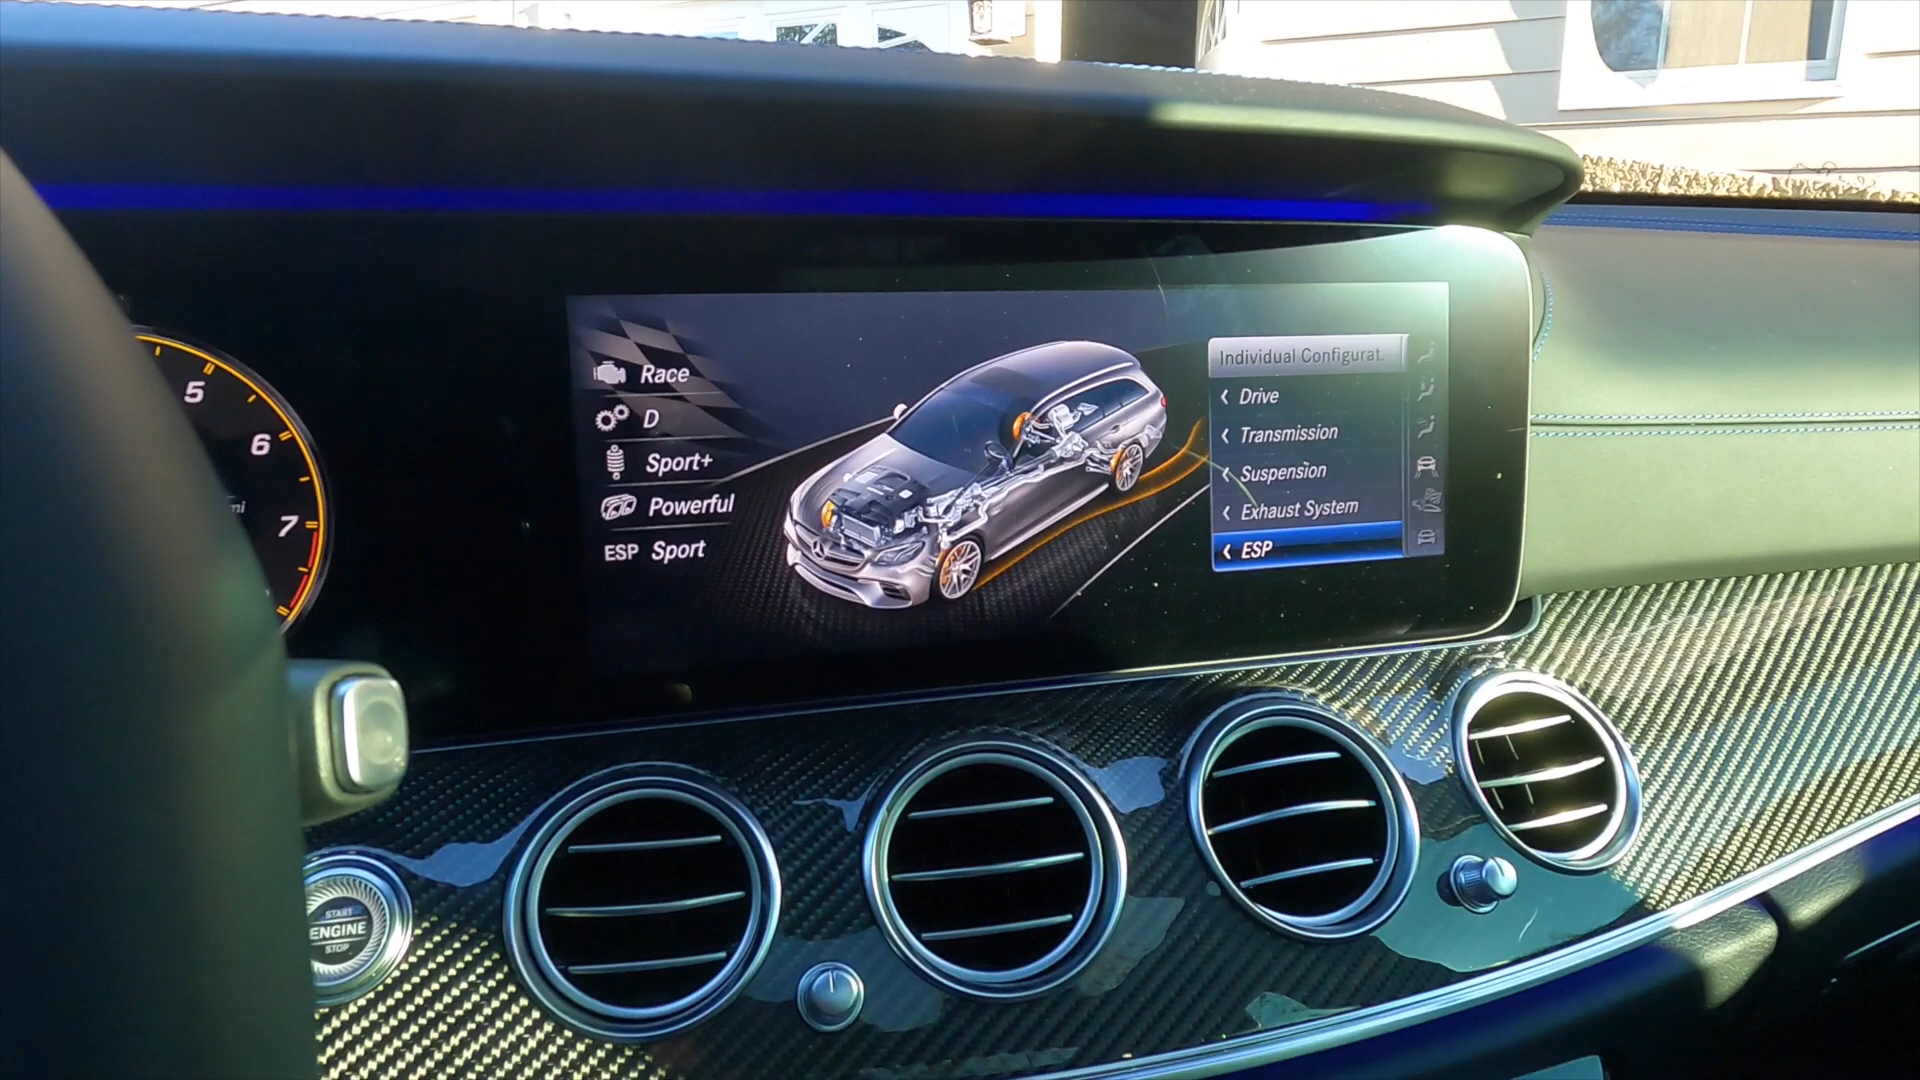 5
6
7
mi
Race
D
Sport+
Powerful
ESP Sport
Individual Configurat.
Drive
Transmission
Suspension
Exhaust System
ESP
START
ENGINE
STOP